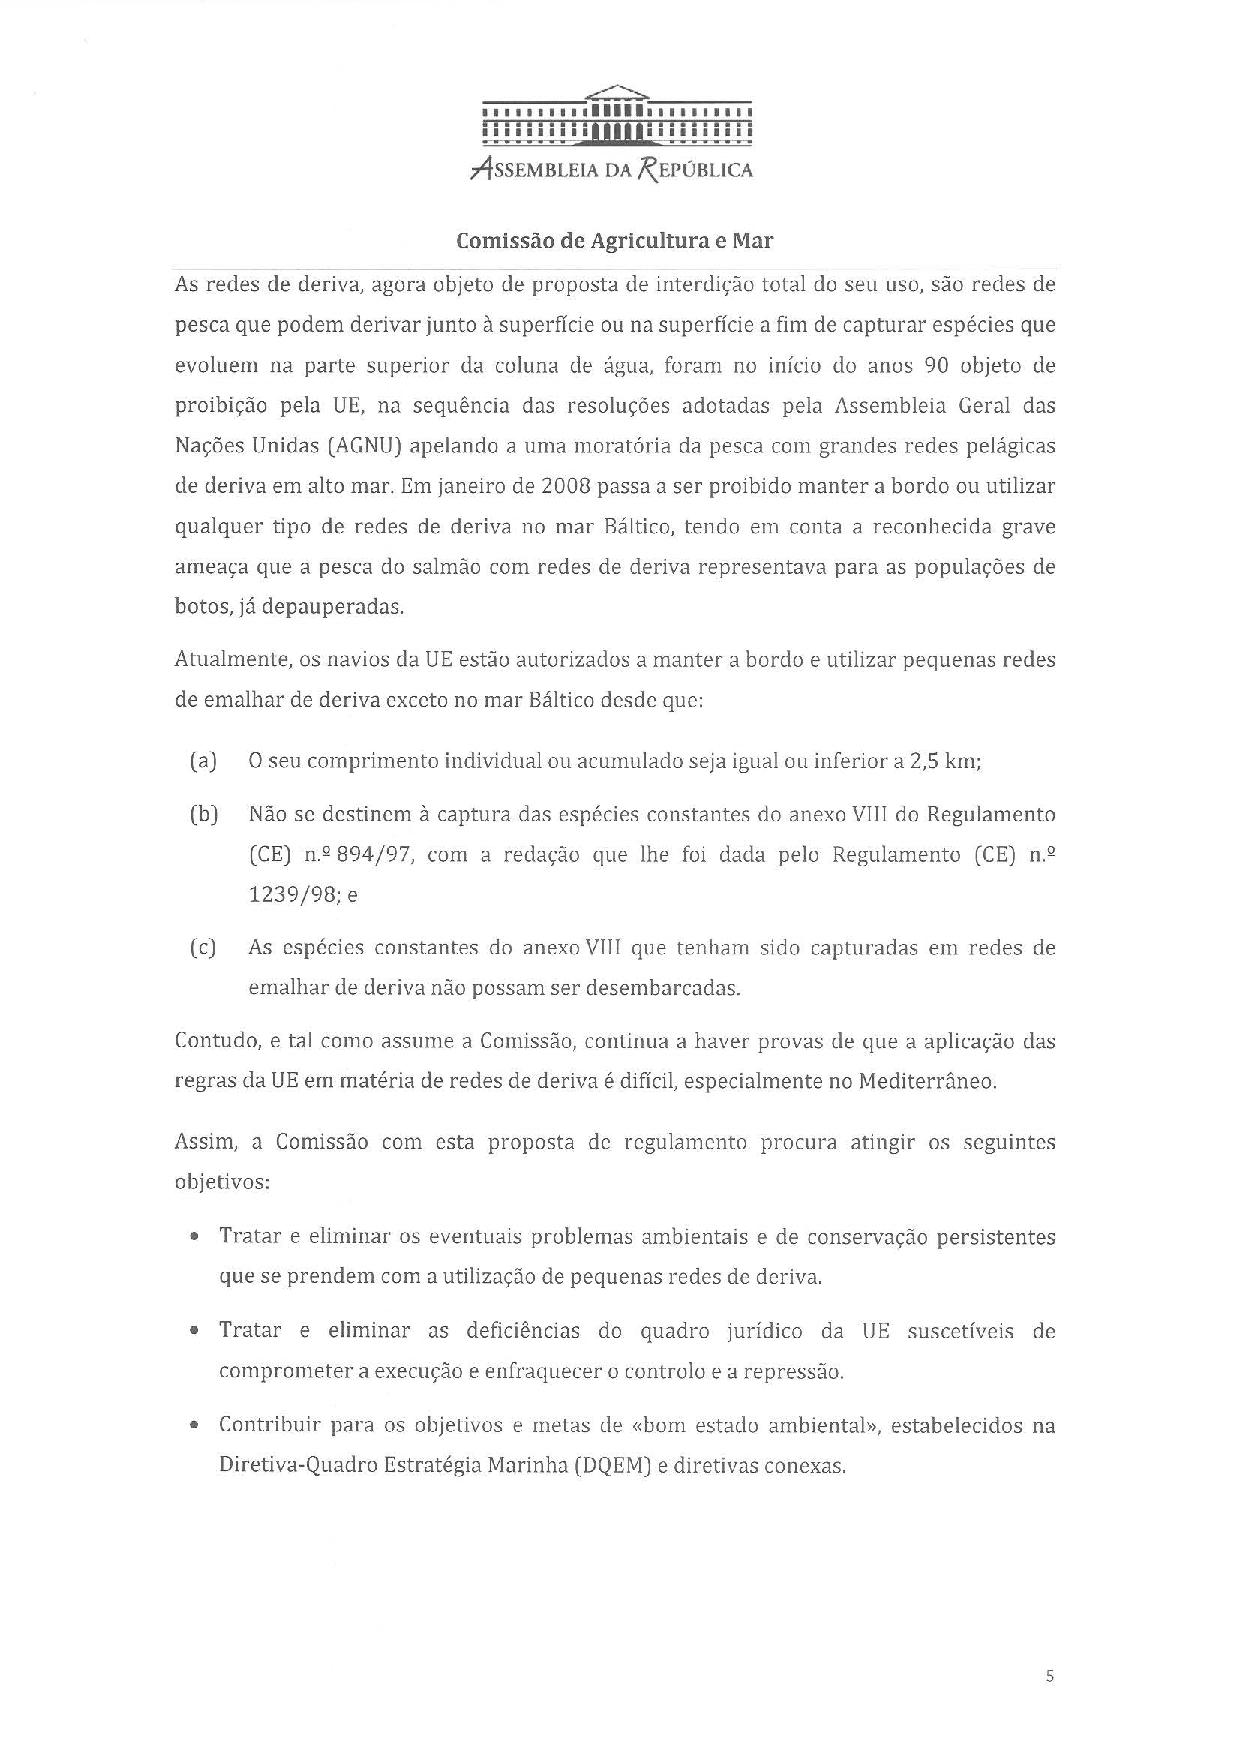 ASSEMBLEIA DA REPÚBLICA
Comissão de Agricultura e Mar
As redes de deriva, agora objeto de proposta de interdição total do seu uso, são redes de
pesca que podem derivar junto à superfície ou na superfície a fim de capturar espécies que
evoluem na parte superior da coluna de água, foram no início do anos 90 objeto de
proibição pela UE, na sequência das resoluções adotadas pela Assembleia Geral das
Nações Unidas (AGNU) apelando a uma moratória da pesca com grandes redes pelágicas
de deriva em alto mar. Em janeiro de 2008 passa a ser proibido manter a bordo ou utilizar
qualquer tipo de redes de deriva no mar Báltico, tendo em conta a reconhecida grave
ameaça que a pesca do salmão com redes de deriva representava para as populações de
botos, já depauperadas.
Atualmente, os navios da UE estão autorizados a manter a bordo e utilizar pequenas redes
de emalhar de deriva exceto no mar Báltico desde que:
(a) O seu comprimento individual ou acumulado seja igual ou inferior a 2,5 km;
(b) Não se destinem à captura das espécies constantes do anexo VIII do Regulamento
(CE) n.º 894/97, com a redação que lhe foi dada pelo Regulamento (CE) n.º
1239/98; e
(c) As espécies constantes do anexo VIII que tenham sido capturadas em redes de
emalhar de deriva não possam ser desembarcadas.
Contudo, e tal como assume a Comissão, continua a haver provas de que a aplicação das
regras da UE em matéria de redes de deriva é difícil, especialmente no Mediterrâneo.
Assim, a Comissão com esta proposta de regulamento procura atingir os seguintes
objetivos:
• Tratar e eliminar os eventuais problemas ambientais e de conservação persistentes
que se prendem com a utilização de pequenas redes de deriva.
• Tratar e eliminar as deficiências do quadro jurídico da UE suscetíveis de
comprometer a execução e enfraquecer o controlo e a repressão.
• Contribuir para os objetivos e metas de «bom estado ambiental», estabelecidos na
Diretiva-Quadro Estratégia Marinha (DQEM) e diretivas conexas.
5